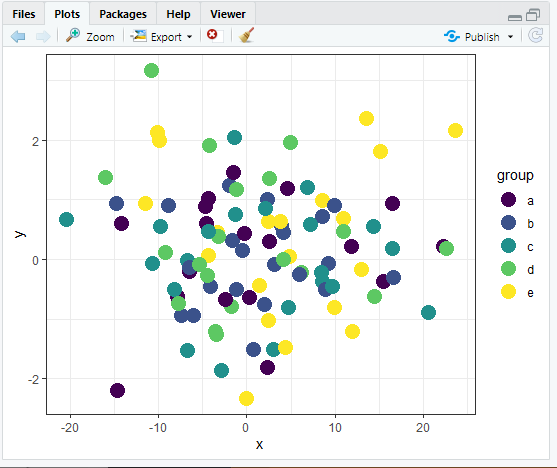 Files Plots Packages Help Viewer
Zoom Export Publish
2
0
-2
y
-20 -10 0 10 20
x
group
a
b
c
d
e